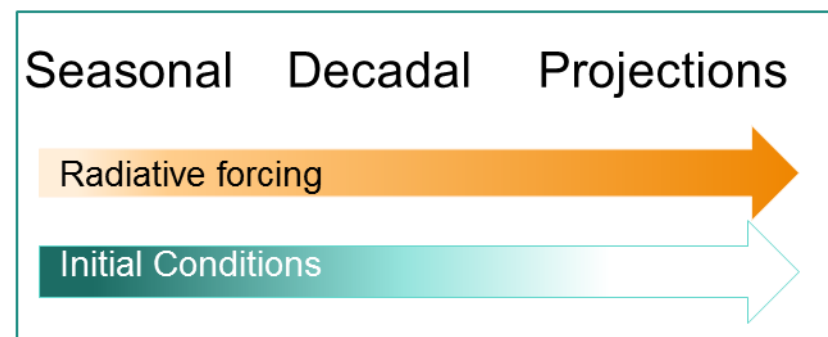 Seasonal Decadal Projections
Radiative forcing
Initial Conditions